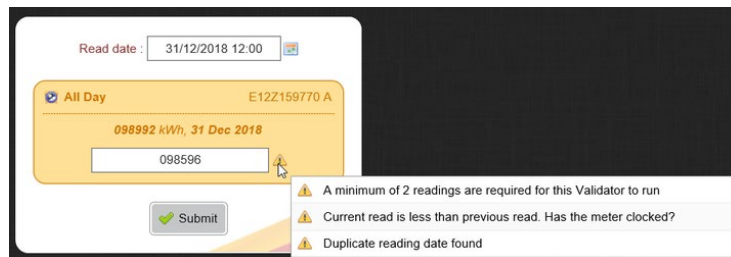 Read date : 31/12/2018 12:00
All Day E12Z159770 A
098992 kWh, 31 Dec 2018
098596
A minimum of 2 readings are required for this Validator to run
Current read is less than previous read. Has the meter clocked?
Submit
Duplicate reading date found